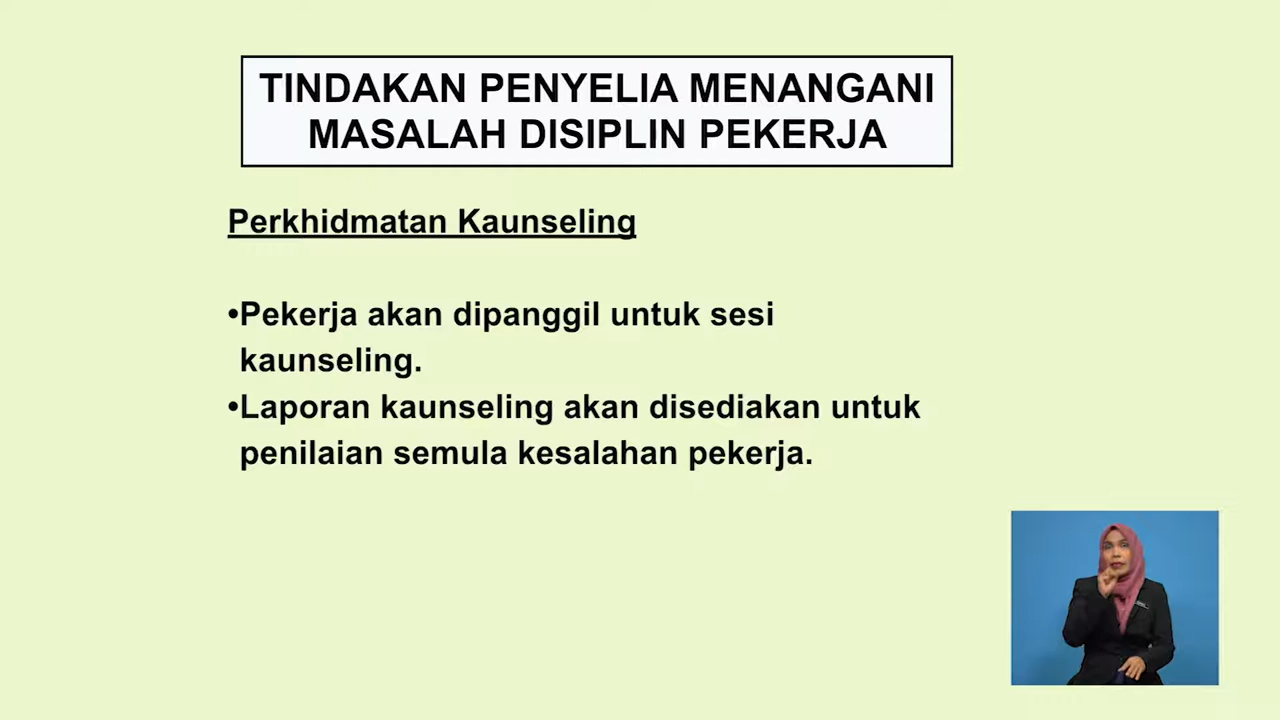 TINDAKAN PENYELIA MENANGANI
MASALAH DISIPLIN PEKERJA
Perkhidmatan Kaunseling
•Pekerja akan dipanggil untuk sesi
kaunseling.
•Laporan kaunseling akan disediakan untuk
penilaian semula kesalahan pekerja.